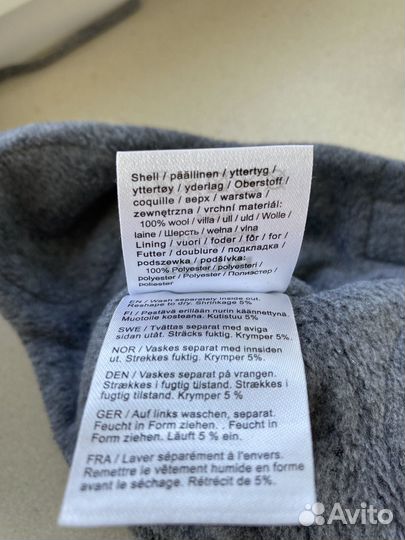 Shell / päällinen / yttertyg /
yttertøy / yderlag / Oberstoff /
coquille / верх / warstwa /
zewnętrzna / vrchní materiál:
100% wool / villa / ull / uld / Wolle /
laine / Шерсть / wełna / vlna
Lining / vuori / foder / fôr / for /
Futter / doublure / подкладка /
podszewka / podšívka:
100% Polyester / polyesteri /
polyester / Polyester / Полиэстер /
poliester
EN / Wash separately inside out.
Reshape to dry. Shrinkage 5%
FI / Pestävä erillään nurin käännettynä.
Muotoile kosteana. Kutistuu 5%
SWE / Tvättas separat med aviga
sidan utåt. Sträcks fuktig. Krymper 5%
NOR / Vaskes separat med innsiden
ut. Strekkes fuktig. Krymper 5%
DEN / Vaskes separat på vrangen.
Strækkes i fugtig tilstand. Krymper 5%
Strækkes i fugtig tilstand. Krymper 5 %
GER / Auf links waschen, separat.
Feucht in Form ziehen. . Feucht
in Form ziehen. Läuft 5 % ein.
FRA / Laver séparément à l'envers.
Remettre le vêtement humide en forme
avant le séchage. Rétrécit de 5%.
Avito